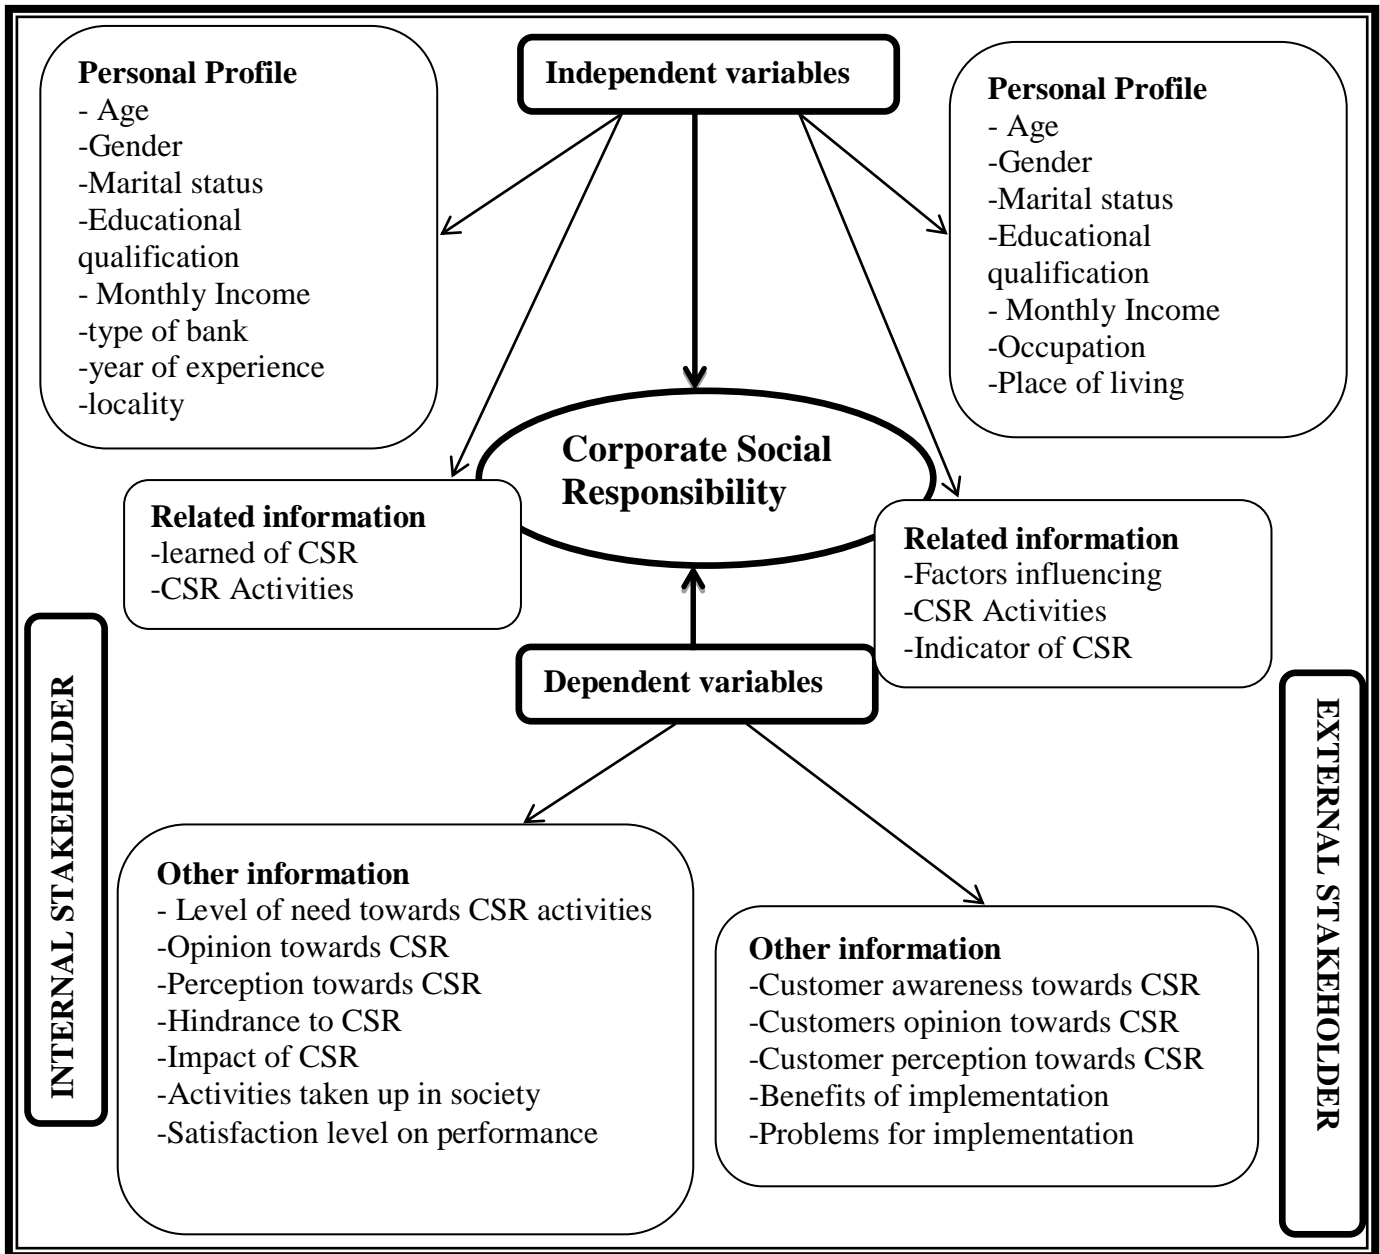 Personal Profile
- Age
-Gender
-Marital status
-Educational
qualification
- Monthly Income
-type of bank
-year of experience
-locality
Independent variables
Personal Profile
- Age
-Gender
-Marital status
-Educational
qualification
- Monthly Income
-Occupation
-Place of living
Corporate Social
Responsibility
Related information
-learned of CSR
-CSR Activities
Related information
-Factors influencing
-CSR Activities
-Indicator of CSR
Dependent variables
INTERNAL STAKEHOLDER
EXTERNAL STAKEHOLDER
Other information
- Level of need towards CSR activities
-Opinion towards CSR
-Perception towards CSR
-Hindrance to CSR
-Impact of CSR
-Activities taken up in society
-Satisfaction level on performance
Other information
-Customer awareness towards CSR
-Customers opinion towards CSR
-Customer perception towards CSR
-Benefits of implementation
-Problems for implementation